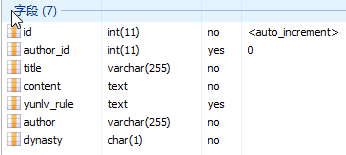 字段 (7)
id int(11) no <auto_increment>
author_id int(11) yes 0
title varchar(255) no
content text no
yunlv_rule text yes
author varchar(255) no
dynasty char(1) no